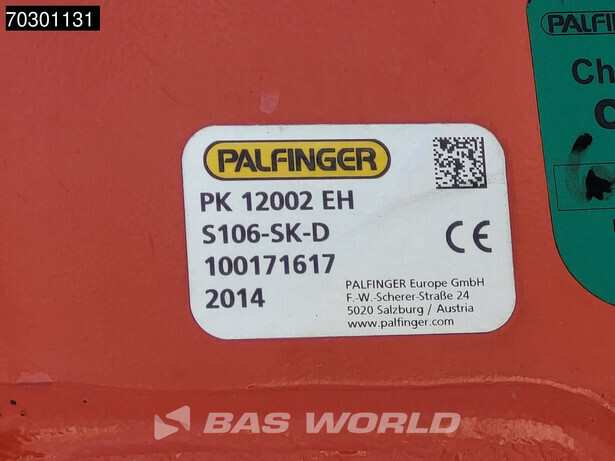 70301131
PALFINGER
PK 12002 EH
S106-SK-D
100171617
2014
CE
PALFINGER Europe GmbH
F.-W.-Scherer-Straße 24
5020 Salzburg / Austria
www.palfinger.com
BAS WORLD